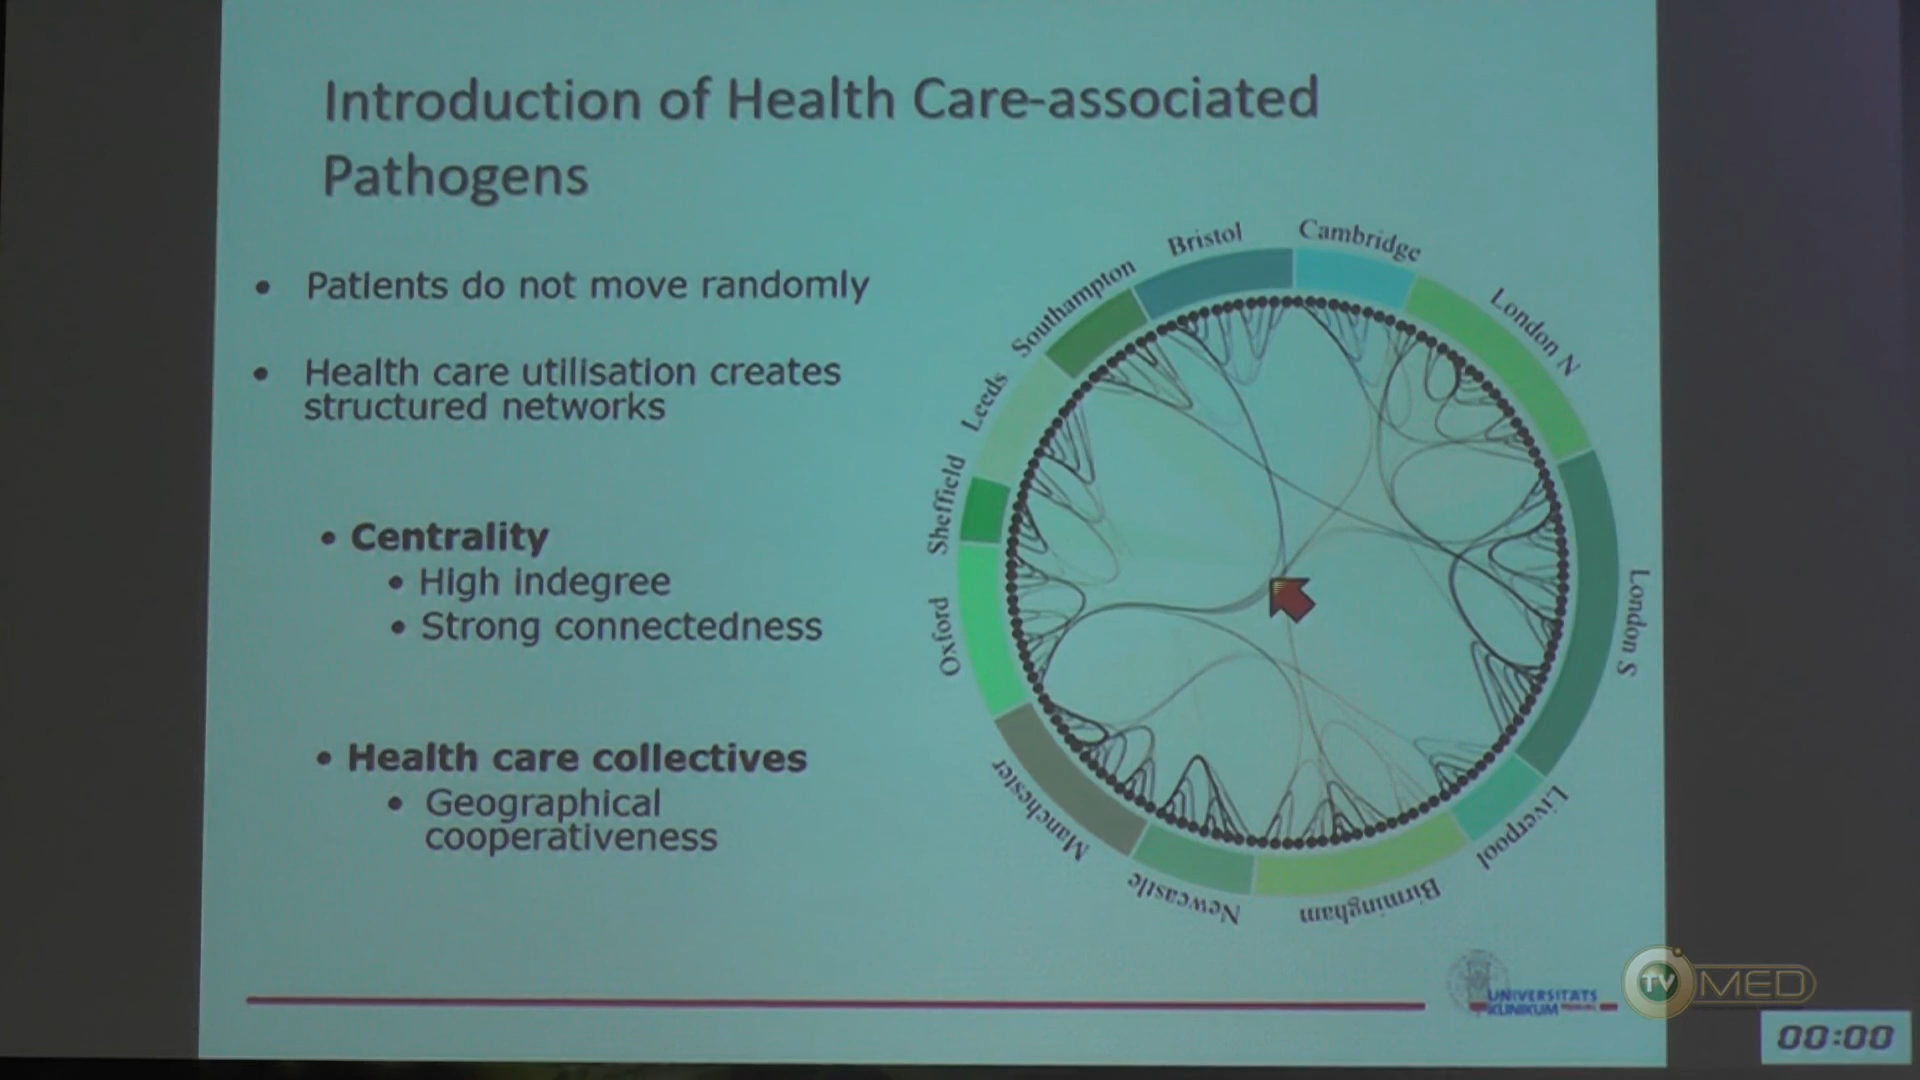 Introduction of Health Care-associated
Pathogens
• Patients do not move randomly
• Health care utilisation creates
structured networks
• Centrality
• High indegree
• Strong connectedness
• Health care collectives
• Geographical
cooperativeness
Bristol
Cambridge
London N
London S
Liverpool
Birmingham
Newcastle
Manchester
Oxford
Sheffield
Leeds
Southampton
UNIVERSITATS
KLINIKUM
TV MED
00:00